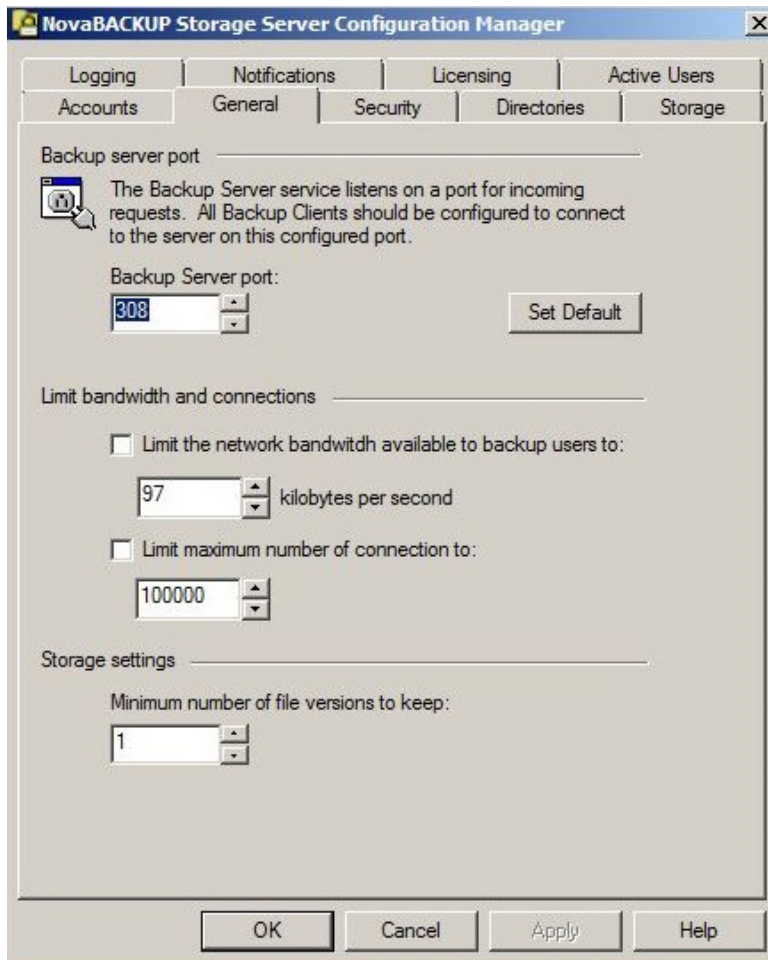 NovaBACKUP Storage Server Configuration Manager
Logging Notifications Licensing Active Users
Accounts General Security Directories Storage
Backup server port
The Backup Server service listens on a port for incoming
requests. All Backup Clients should be configured to connect
to the server on this configured port.
Backup Server port:
308
Set Default
Limit bandwidth and connections
Limit the network bandwitdh available to backup users to:
97 kilobytes per second
Limit maximum number of connection to:
100000
Storage settings
Minimum number of file versions to keep:
1
OK Cancel Apply Help